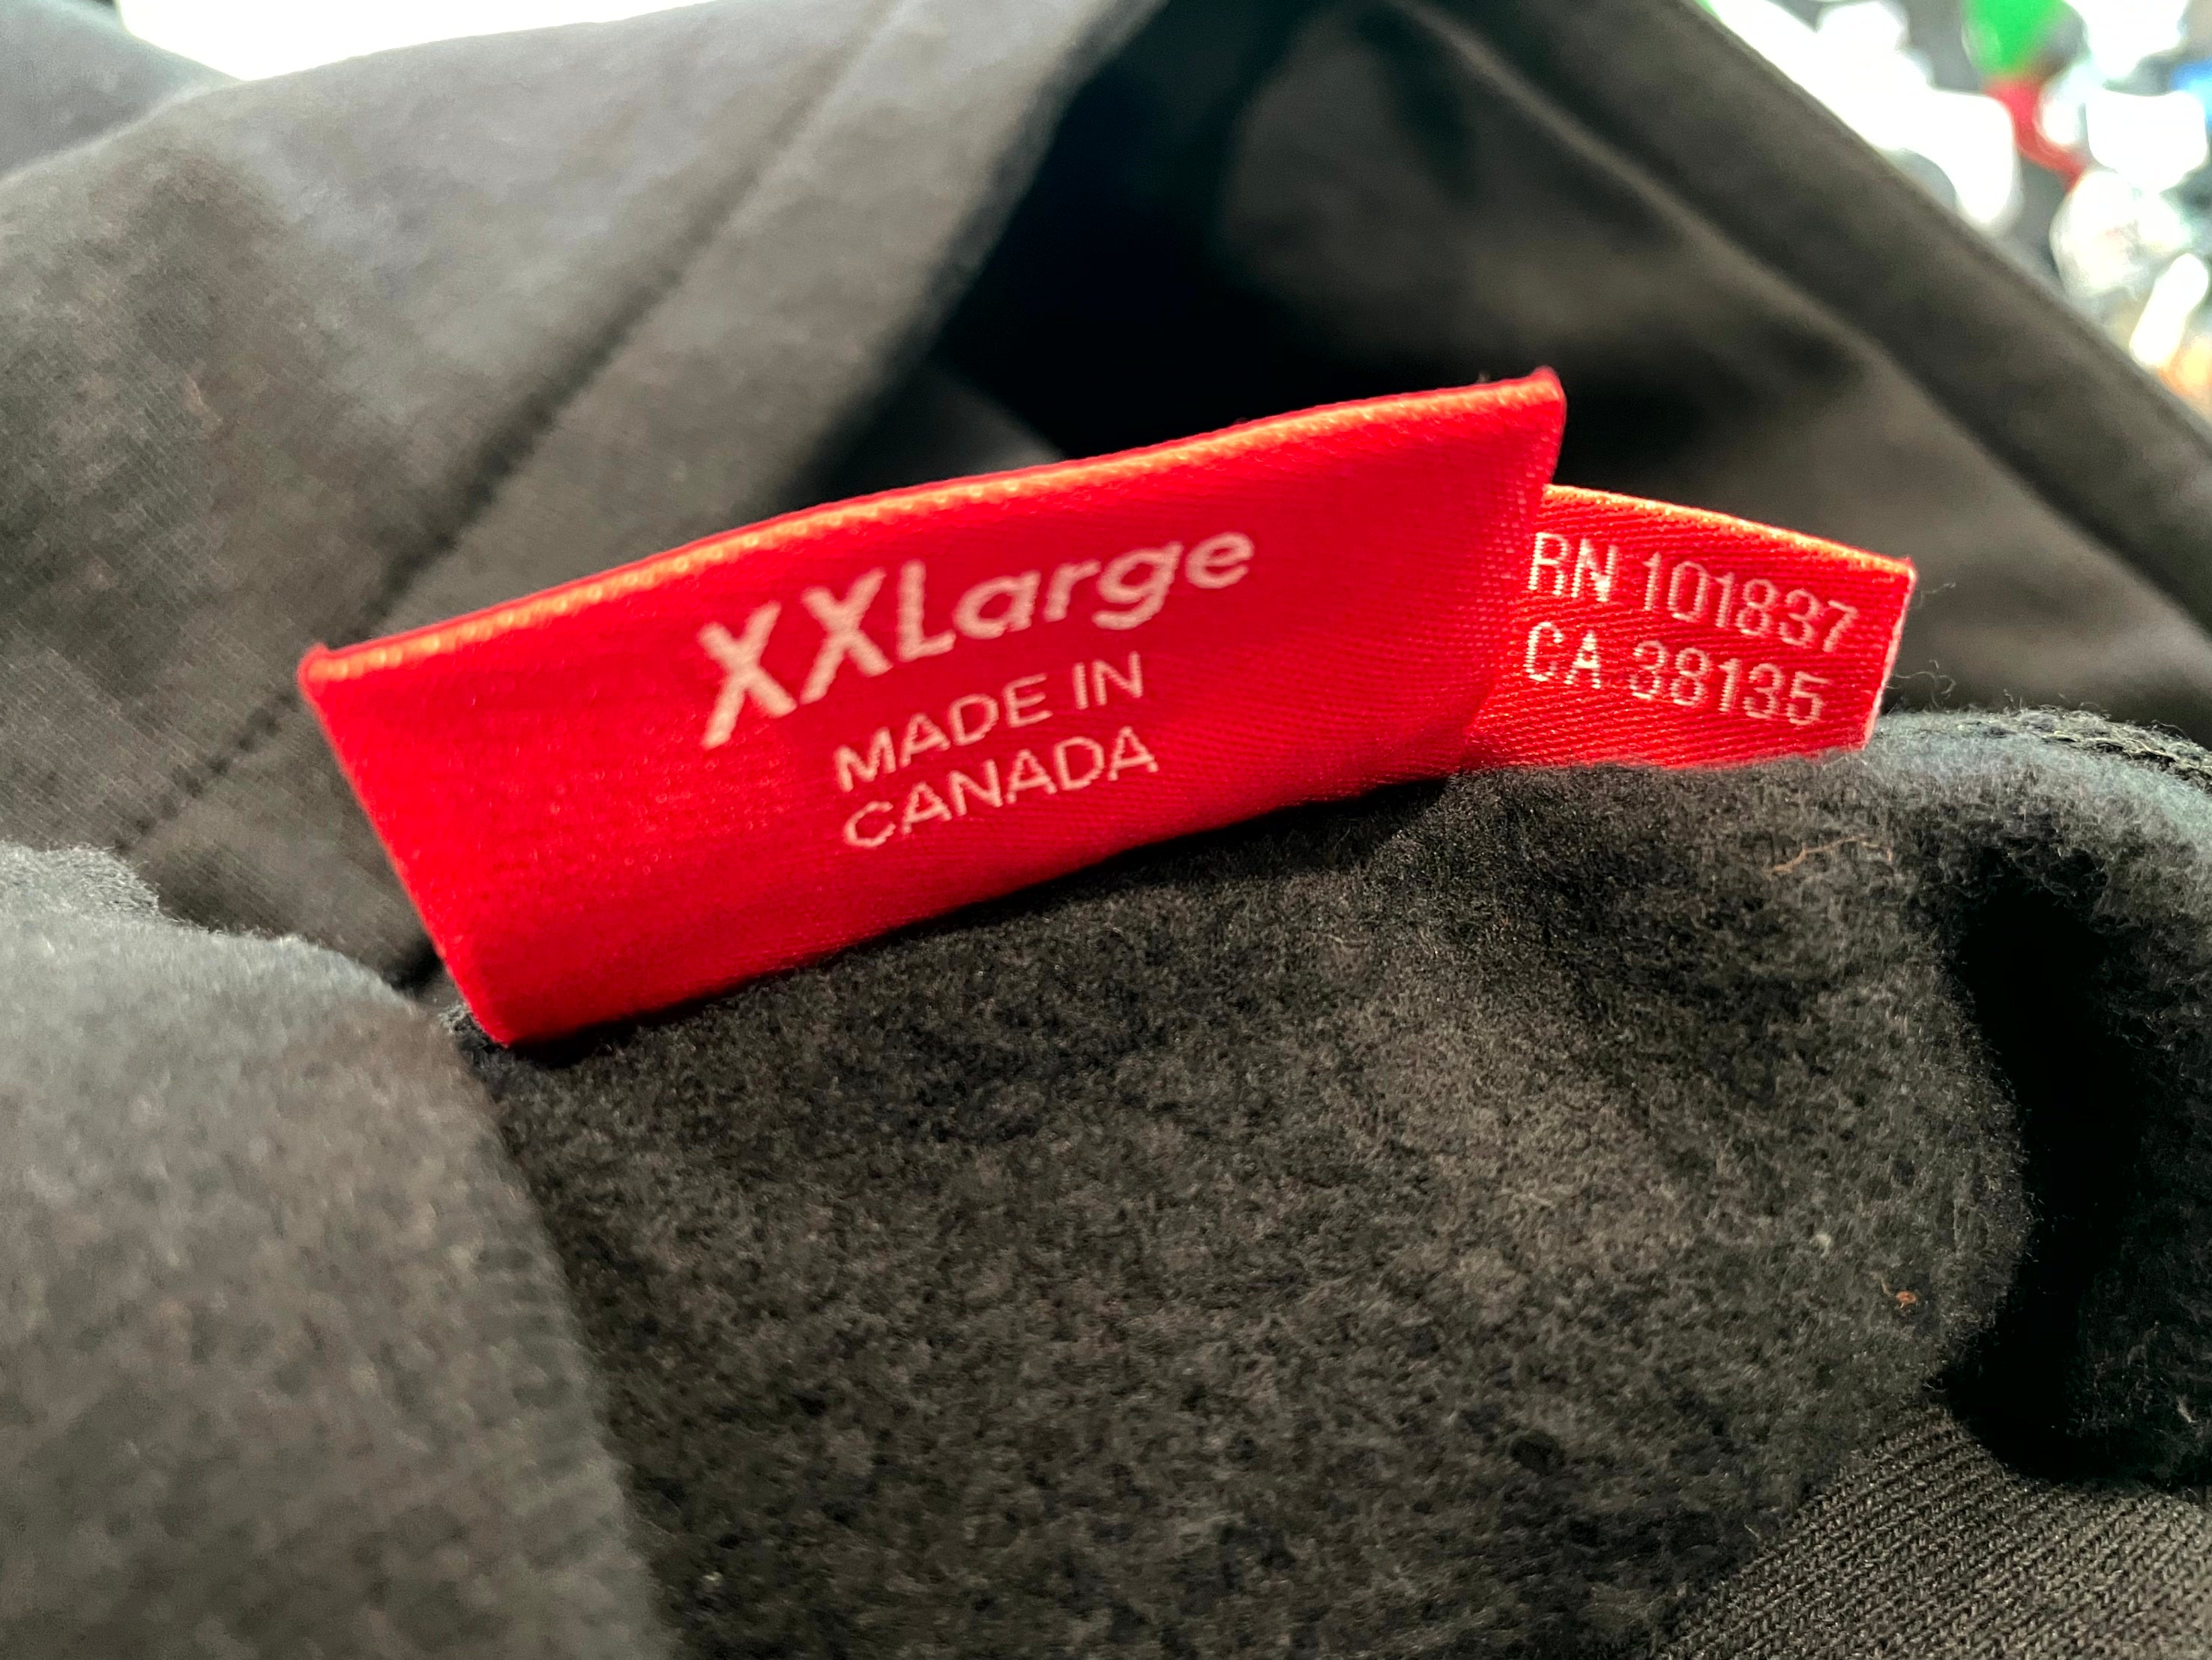 XXLarge
MADE IN
CANADA
RN 101837
CA 38135